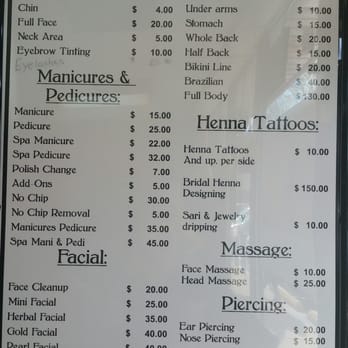 Chin $ 4.00
Full Face $ 20.00
Neck Area $ 5.00
Eyebrow Tinting $ 10.00
Eyelashes
Manicures &
Pedicures:
Manicure $ 15.00
Pedicure $ 25.00
Spa Manicure $ 22.00
Spa Pedicure $ 32.00
Polish Change $ 7.00
Add-Ons $ 5.00
No Chip $ 30.00
No Chip Removal $ 5.00
Manicures Pedicure $ 35.00
Spa Mani & Pedi $ 45.00
Facial:
Face Cleanup $ 20.00
Mini Facial $ 25.00
Herbal Facial $ 35.00
Gold Facial $ 40.00
Pearl Facial $ 40.00
Under arms $ 10.00
Stomach $ 15.00
Whole Back $ 20.00
Half Back $ 15.00
Bikini Line $ 20.00
Brazilian $ 40.00
Full Body $ 130.00
Henna Tattoos:
Henna Tattoos $ 10.00
And up. per side
Bridal Henna $ 150.00
Designing
Sari & Jewelry $ 10.00
dripping
Massage:
Face Massage $ 10.00
Head Massage $ 25.00
Piercing:
Ear Piercing $ 20.00
Nose Piercing $ 15.00